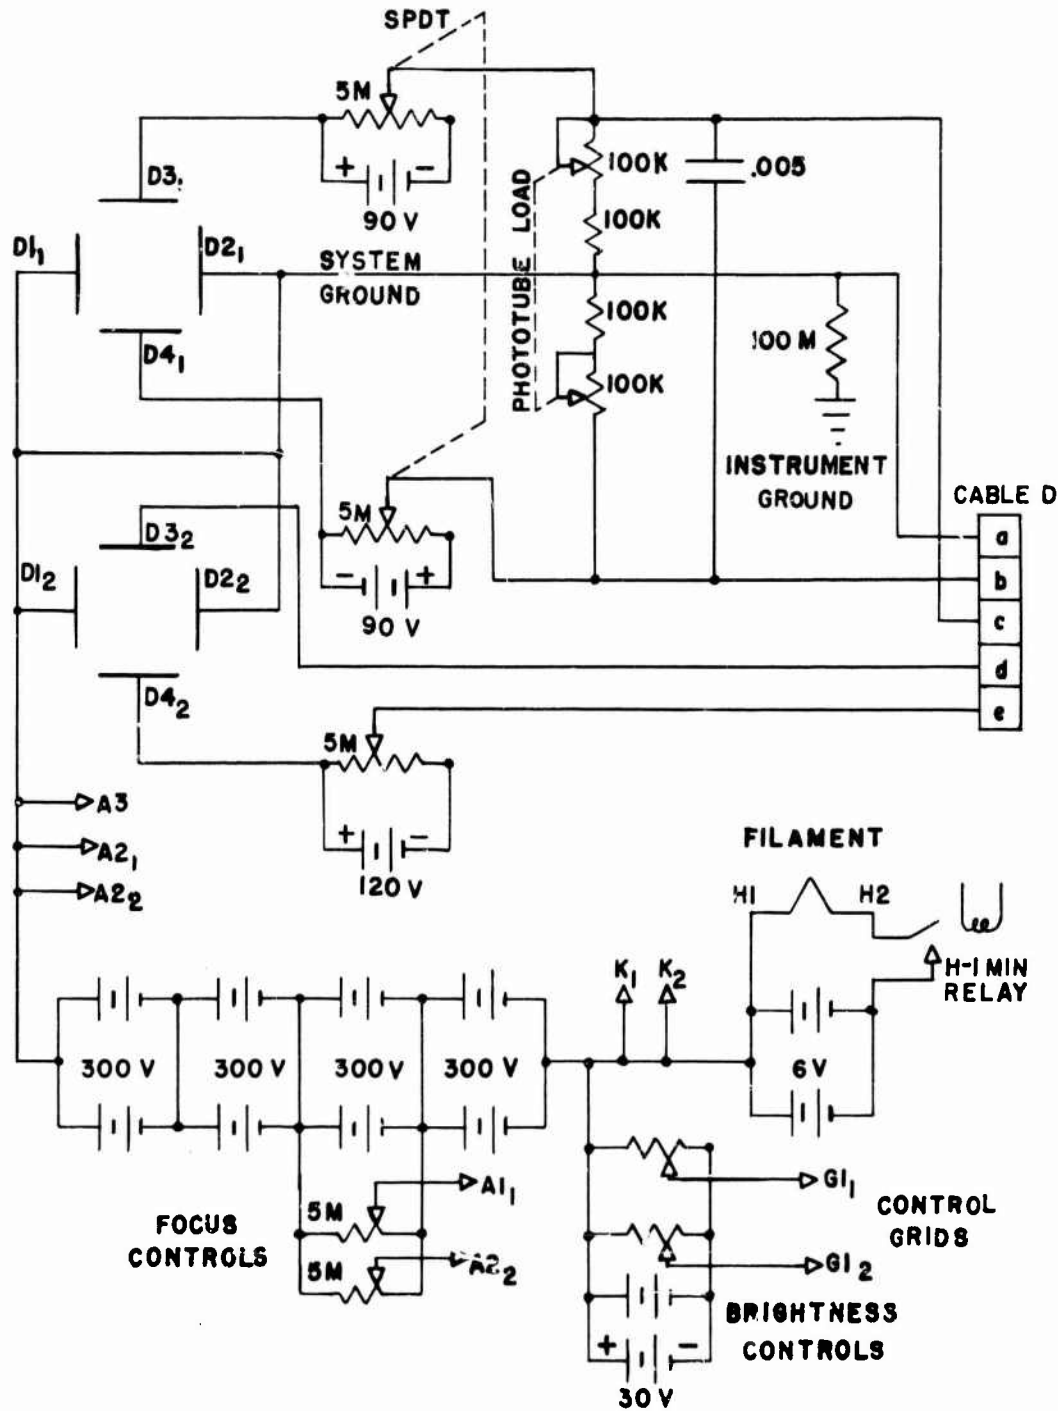 SPDT
5M
+ -
90 V
D3₁
D1₁
D2₁
D4₁
SYSTEM
GROUND
PHOTOTUBE LOAD
100K
100K
100K
100K
.005
100 M
INSTRUMENT
GROUND
CABLE D
a
b
c
d
e
5M
- +
90 V
D3₂
D1₂
D2₂
D4₂
5M
+ -
120 V
A3
A2₁
A2₂
FILAMENT
H1
H2
H-1 MIN
RELAY
K₁
K₂
300 V
300 V
300 V
300 V
6V
FOCUS
CONTROLS
5M
A1₁
5M
A2₂
G1₁
CONTROL
GRIDS
G1₂
BRIGHTNESS
CONTROLS
+ -
30 V